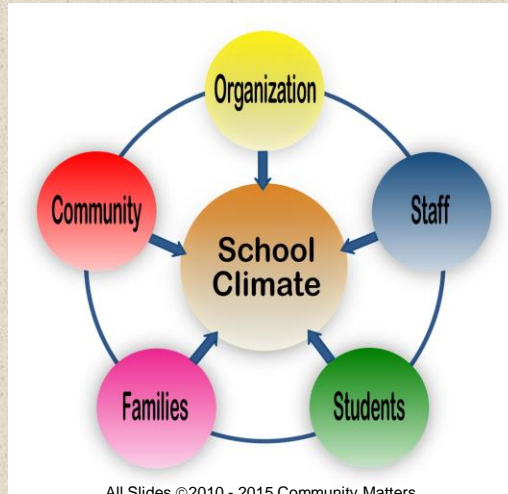 Organization
Community
Staff
School
Climate
Families
Students
All Slides ©2010 - 2015 Community Matters